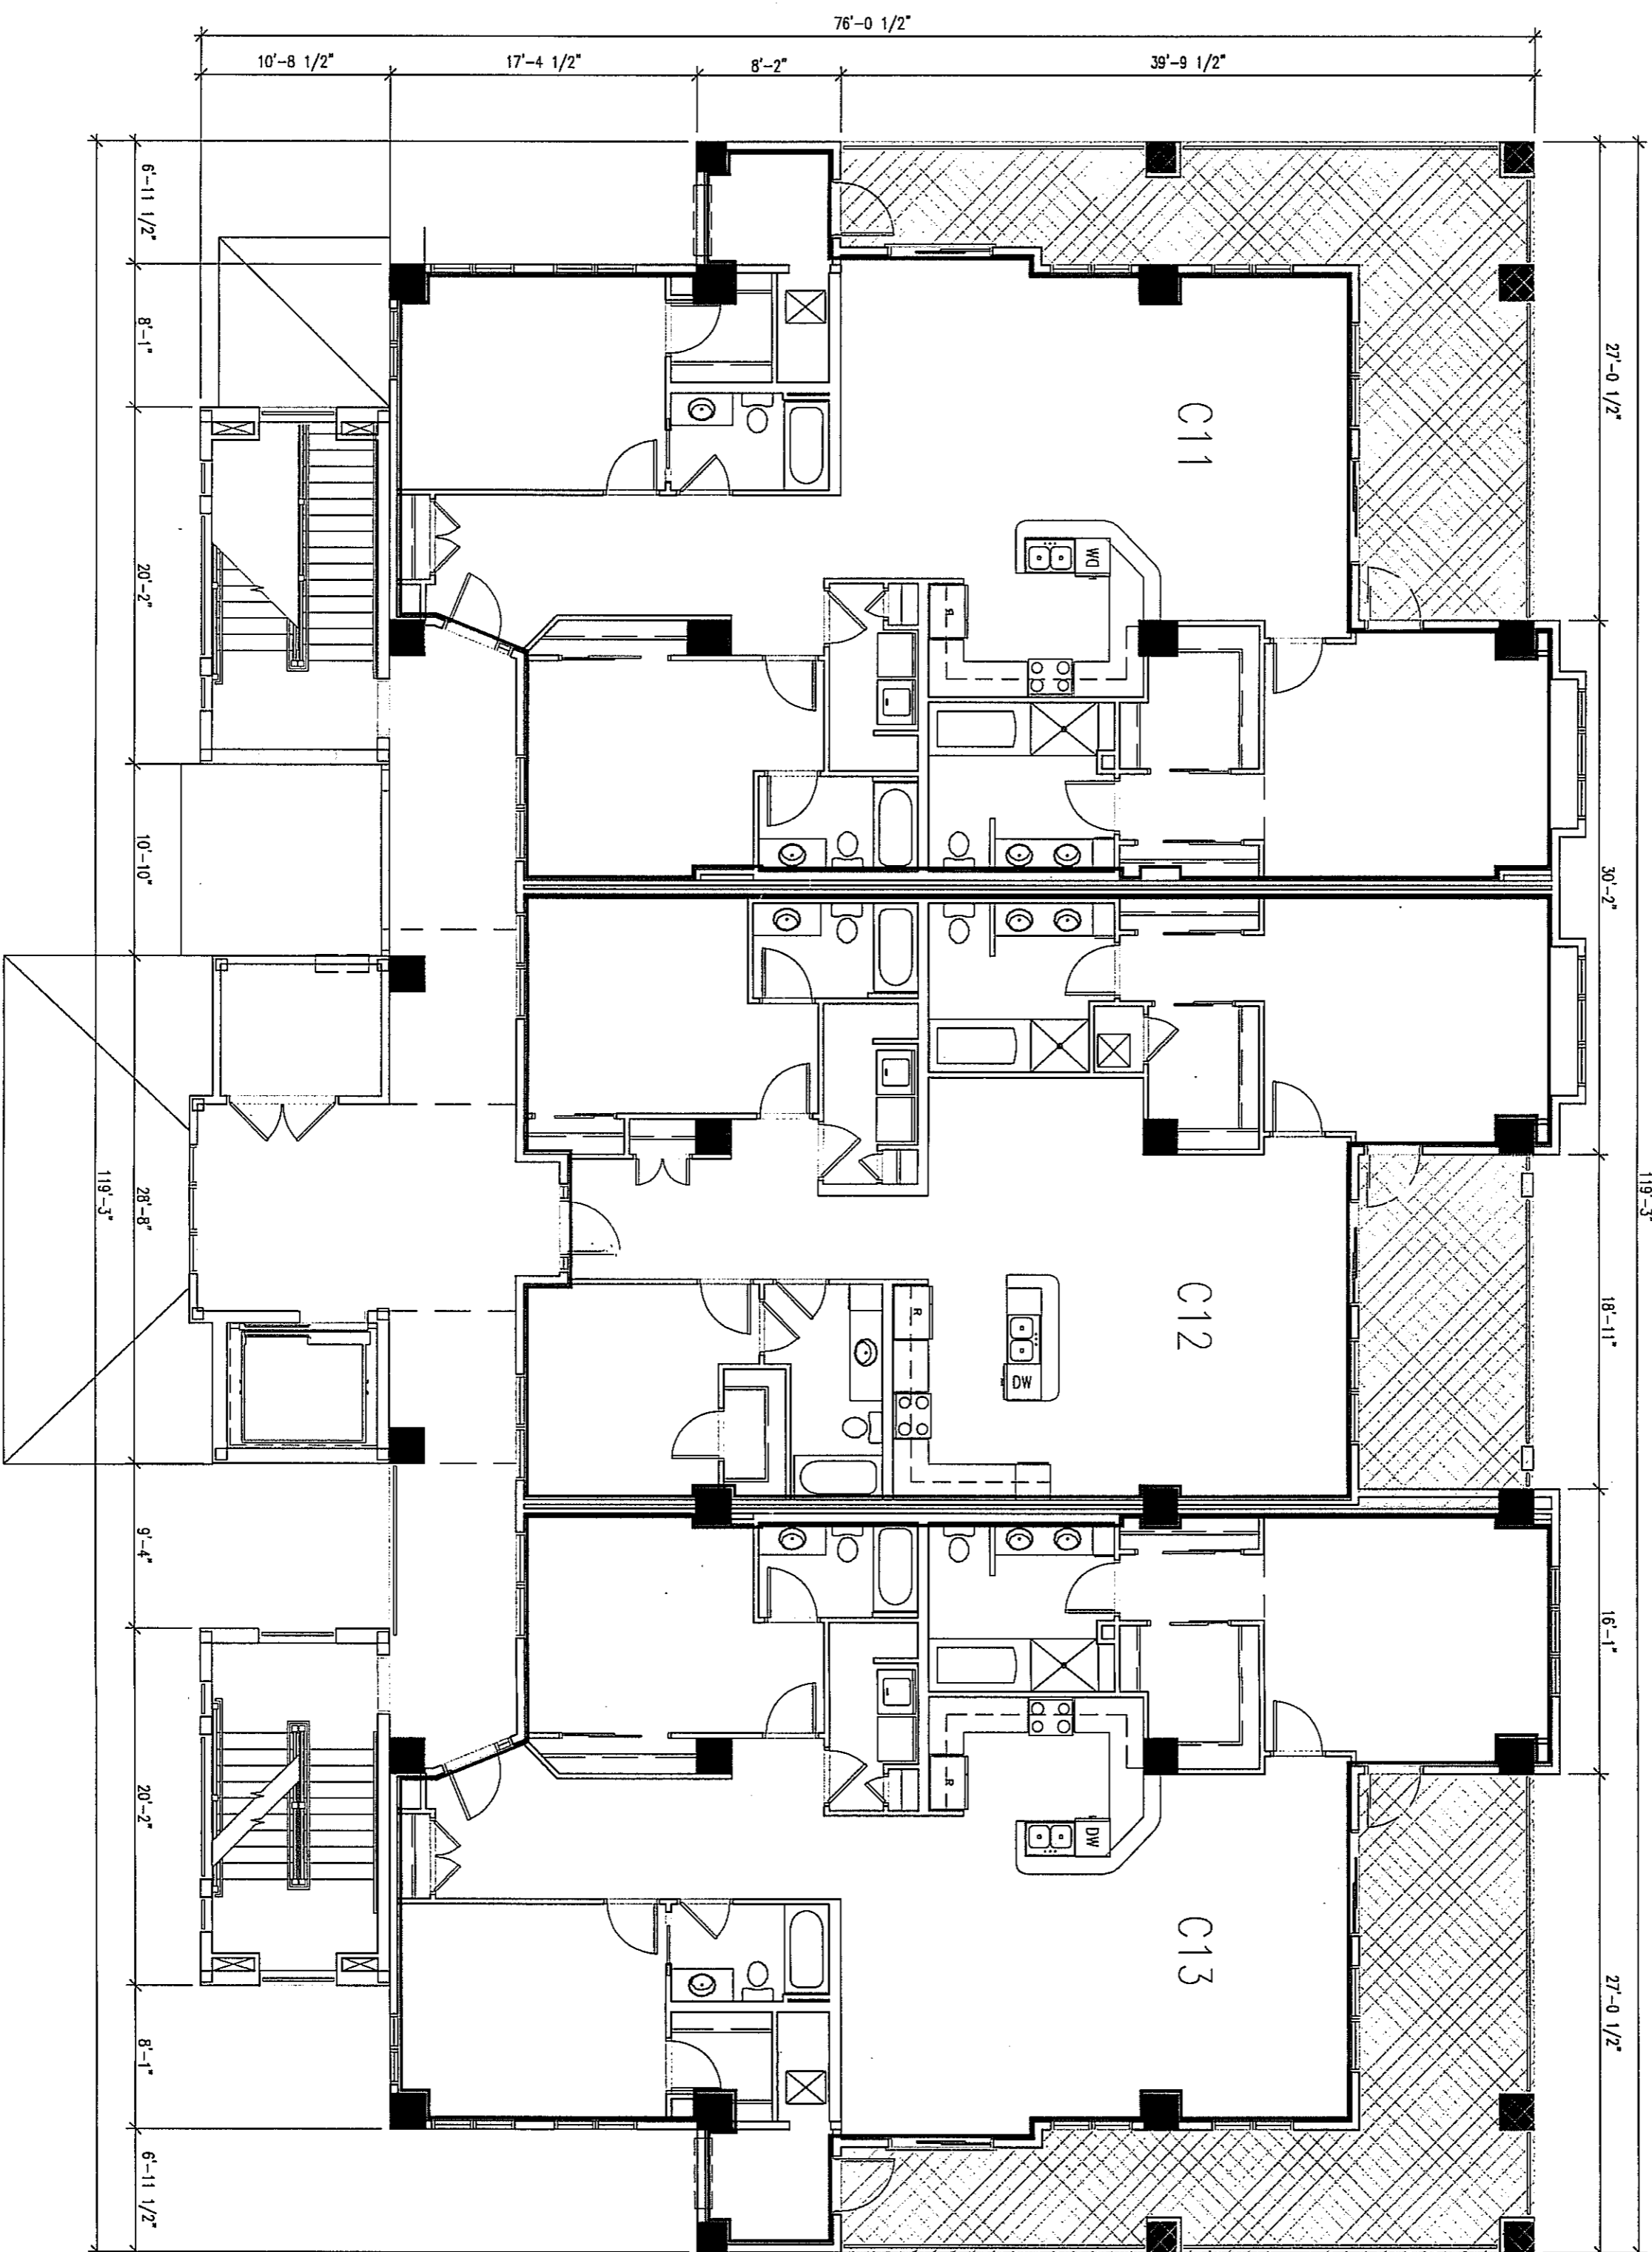 76'-0 1/2"
10'-8 1/2"
17'-4 1/2"
8'-2"
39'-9 1/2"
6'-11 1/2"
8'-1"
20'-2"
10'-10"
28'-8"
119'-3"
9'-4"
20'-2"
8'-1"
6'-11 1/2"
27'-0 1/2"
30'-2"
119'-3"
18'-11"
16'-1"
27'-0 1/2"
C11
DW
R
C12
R
DW
C13
R
DW